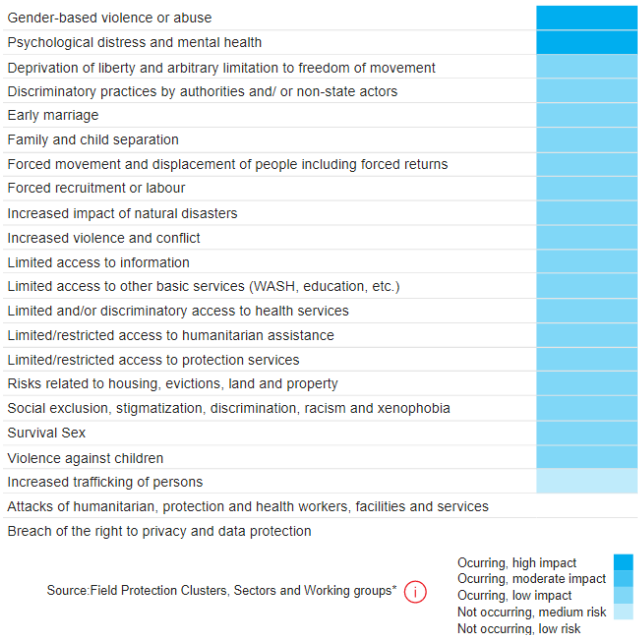 Gender-based violence or abuse
Psychological distress and mental health
Deprivation of liberty and arbitrary limitation to freedom of movement
Discriminatory practices by authorities and/ or non-state actors
Early marriage
Family and child separation
Forced movement and displacement of people including forced returns
Forced recruitment or labour
Increased impact of natural disasters
Increased violence and conflict
Limited access to information
Limited access to other basic services (WASH, education, etc.)
Limited and/or discriminatory access to health services
Limited/restricted access to humanitarian assistance
Limited/restricted access to protection services
Risks related to housing, evictions, land and property
Social exclusion, stigmatization, discrimination, racism and xenophobia
Survival Sex
Violence against children
Increased trafficking of persons
Attacks of humanitarian, protection and health workers, facilities and services
Breach of the right to privacy and data protection
Source:Field Protection Clusters, Sectors and Working groups* i
Ocurring, high impact
Ocurring, moderate impact
Ocurring, low impact
Not occurring, medium risk
Not occurring, low risk